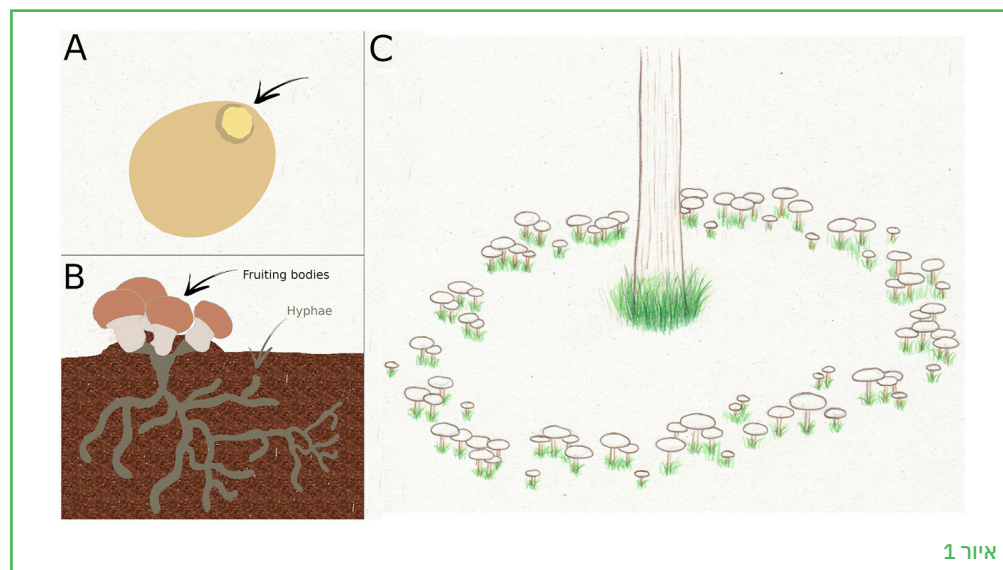 A
C
B
Fruiting bodies
Hyphae
איור 1